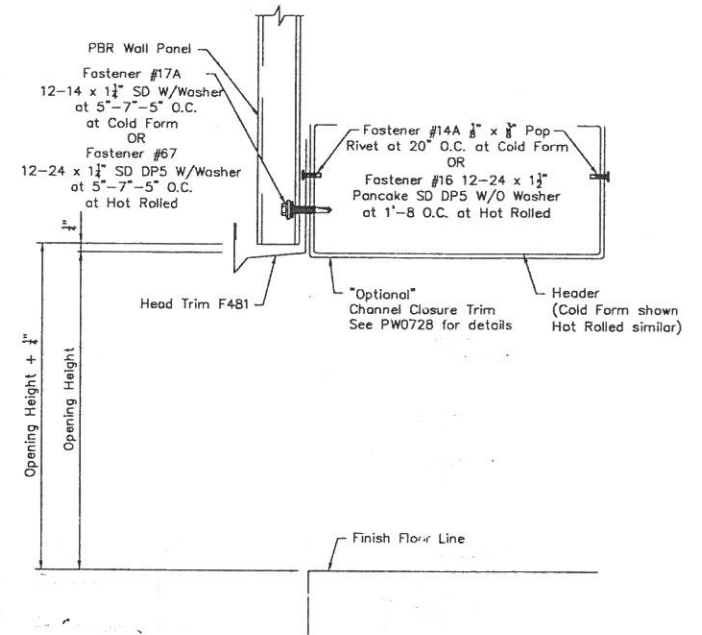 PBR Wall Panel
Fastener #17A
12-14 x 1¼" SD W/Washer
at 5"-7"-5" O.C.
at Cold Form
OR
Fastener #67
12-24 x 1¼" SD DP5 W/Washer
at 5"-7"-5" O.C.
at Hot Rolled
Fastener #14A ⅛" x ⅜" Pop
Rivet at 20" O.C. at Cold Form
OR
Fastener #16 12-24 x 1½"
Pancake SD DP5 W/O Washer
at 1'-8 O.C. at Hot Rolled
Head Trim F481
"Optional"
Channel Closure Trim
See PW0728 for details
Header
(Cold Form shown
Hot Rolled similar)
Opening Height +
Opening Height
Finish Floor Line